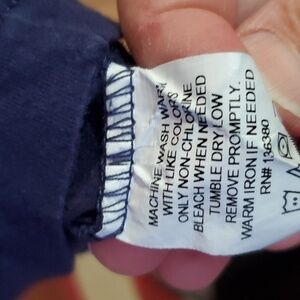 MACHINE WASH WARM
WITH LIKE COLORS
ONLY NON-CHLORINE
BLEACH WHEN NEEDED
TUMBLE DRY LOW
REMOVE PROMPTLY.
WARM IRON IF NEEDED
RN# 136380